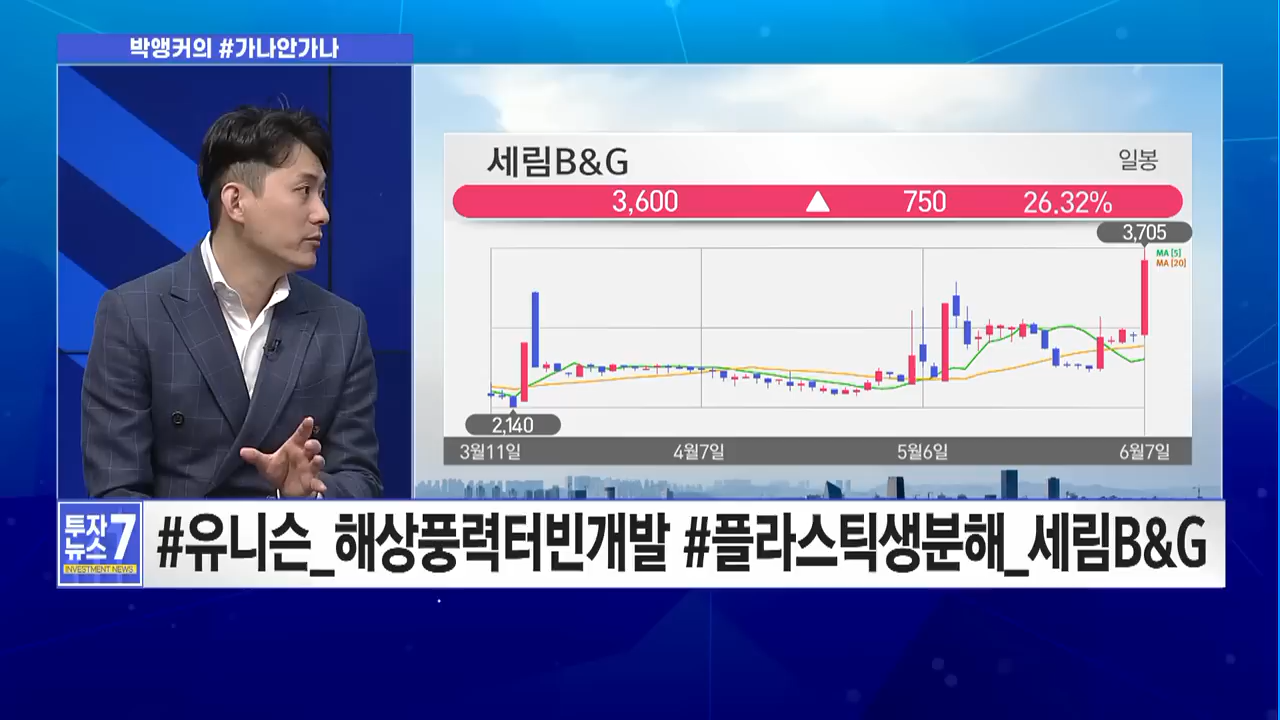 박앵커의 #가나안가나
세림B&G
일봉
3,600 ▲ 750 26.32%
3,705
MA [5]
MA [20]
2,140
3월11일 4월7일 5월6일 6월7일
투자
뉴스 7
INVESTMENT NEWS
#유니슨_해상풍력터빈개발 #플라스틱생분해_세림B&G